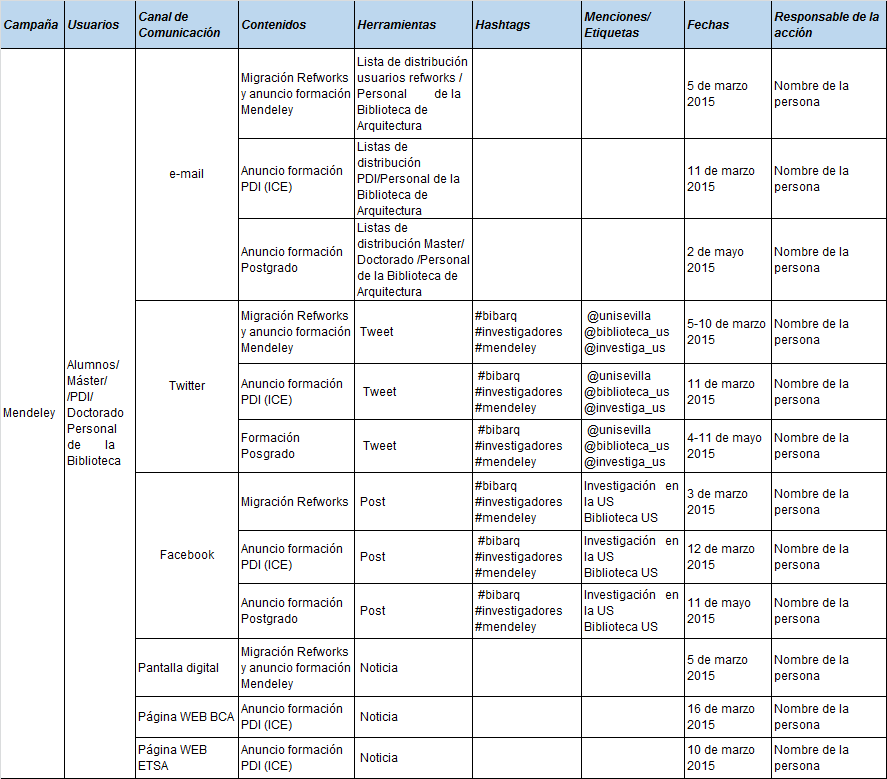 Campaña
Usuarios
Canal de
Comunicación
Contenidos
Herramientas
Hashtags
Menciones/
Etiquetas
Fechas
Responsable de la
acción
Mendeley
Alumnos/
Máster/
/PDI/
Doctorado
Personal
de la
Biblioteca
e-mail
Migración Refworks
y anuncio formación
Mendeley
Lista de distribución
usuarios refworks /
Personal de la
Biblioteca de
Arquitectura
5 de marzo
2015
Nombre de la
persona
Anuncio formación
PDI (ICE)
Listas de
distribución
PDI/Personal de la
Biblioteca de
Arquitectura
11 de marzo
2015
Nombre de la
persona
Anuncio formación
Postgrado
Listas de
distribución Master/
Doctorado /Personal
de la Biblioteca de
Arquitectura
2 de mayo
2015
Nombre de la
persona
Twitter
Migración Refworks
y anuncio formación
Mendeley
Tweet
#bibarq
#investigadores
#mendeley
@unisevilla
@biblioteca_us
@investiga_us
5-10 de marzo
2015
Nombre de la
persona
Anuncio formación
PDI (ICE)
Tweet
#bibarq
#investigadores
#mendeley
@unisevilla
@biblioteca_us
@investiga_us
11 de marzo
2015
Nombre de la
persona
Formación
Posgrado
Tweet
#bibarq
#investigadores
#mendeley
@unisevilla
@biblioteca_us
@investiga_us
4-11 de mayo
2015
Nombre de la
persona
Facebook
Migración Refworks
Post
#bibarq
#investigadores
#mendeley
Investigación en
la US
Biblioteca US
3 de marzo
2015
Nombre de la
persona
Anuncio formación
PDI (ICE)
Post
#bibarq
#investigadores
#mendeley
Investigación en
la US
Biblioteca US
12 de marzo
2015
Nombre de la
persona
Anuncio formación
Postgrado
Post
#bibarq
#investigadores
#mendeley
Investigación en
la US
Biblioteca US
11 de mayo
2015
Nombre de la
persona
Pantalla digital
Migración Refworks
y anuncio formación
Mendeley
Noticia
5 de marzo
2015
Nombre de la
persona
Página WEB BCA
Anuncio formación
PDI (ICE)
Noticia
16 de marzo
2015
Nombre de la
persona
Página WEB
ETSA
Anuncio formación
PDI (ICE)
Noticia
10 de marzo
2015
Nombre de la
persona